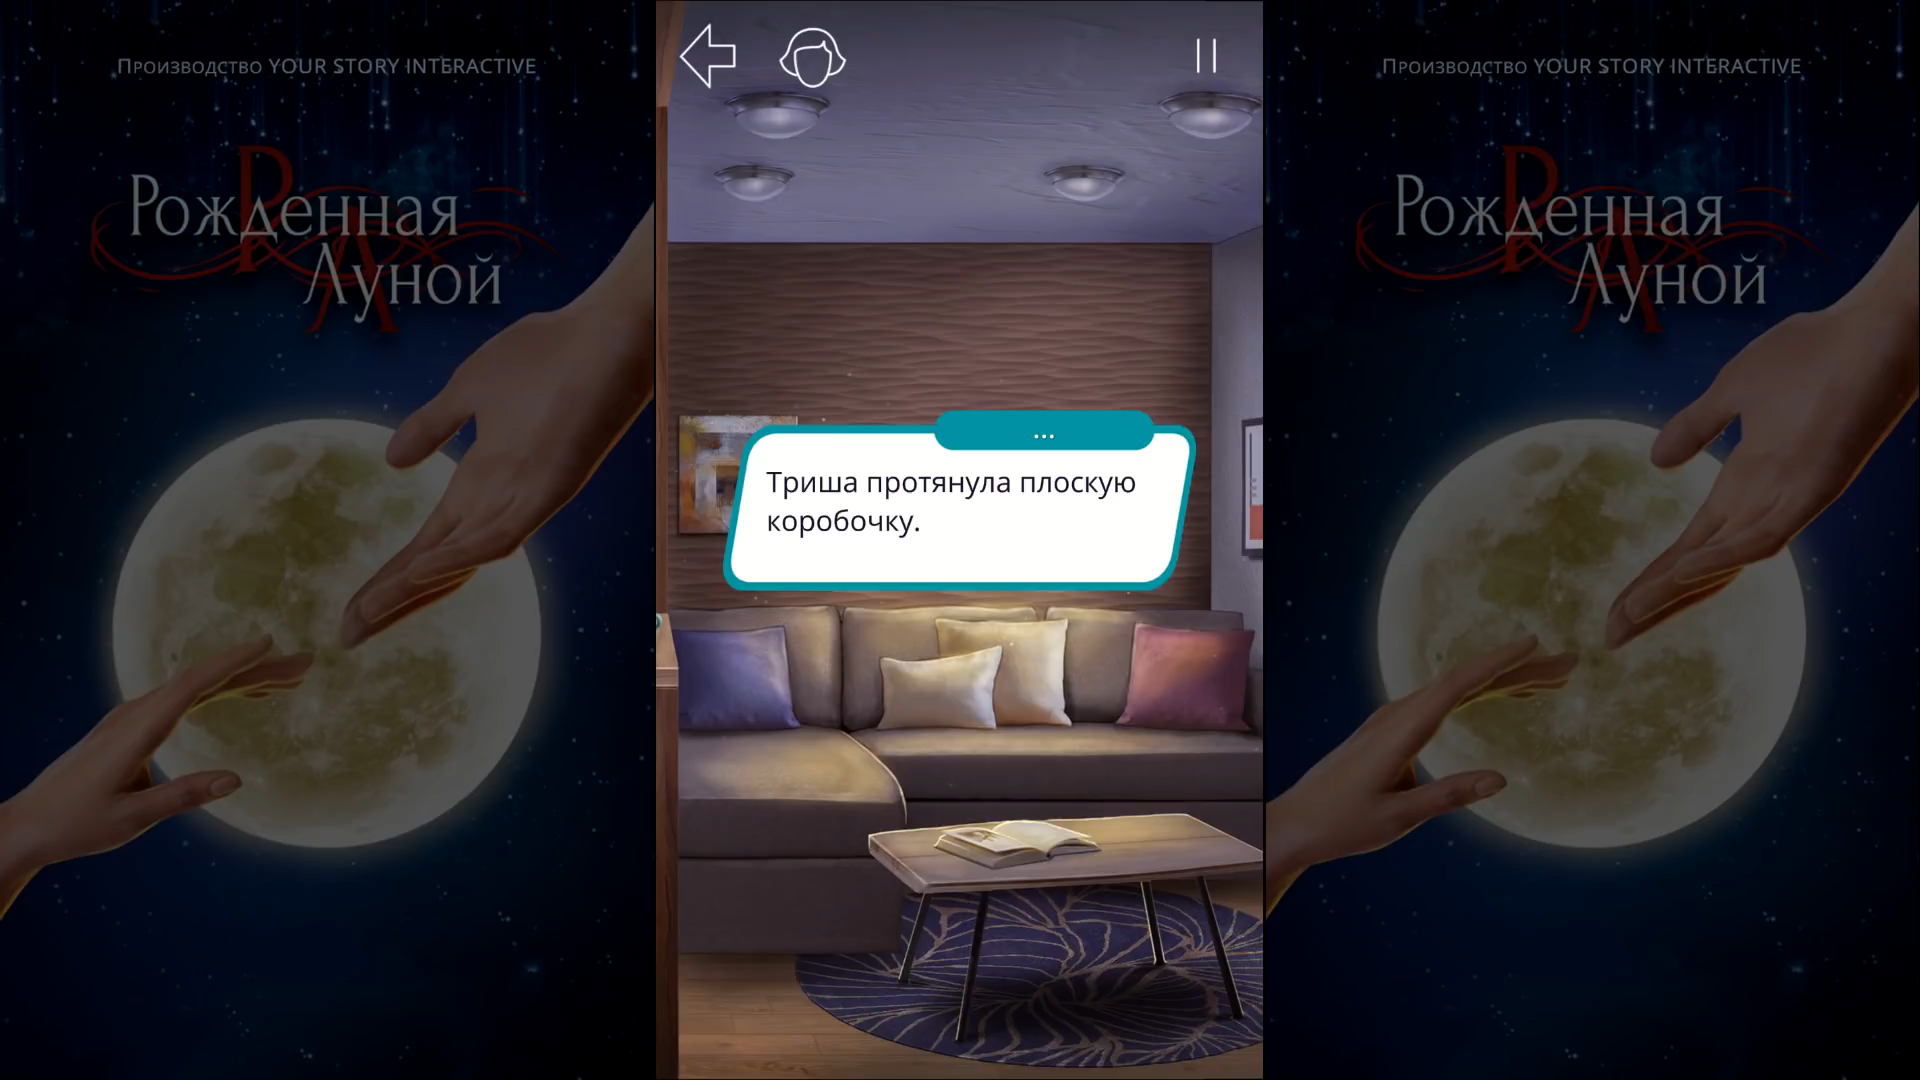 Производство YOUR STORY INTERACTIVE
Рожденная
Луной
...
Триша протянула плоскую
коробочку.
Производство YOUR STORY INTERACTIVE
Рожденная
Луной